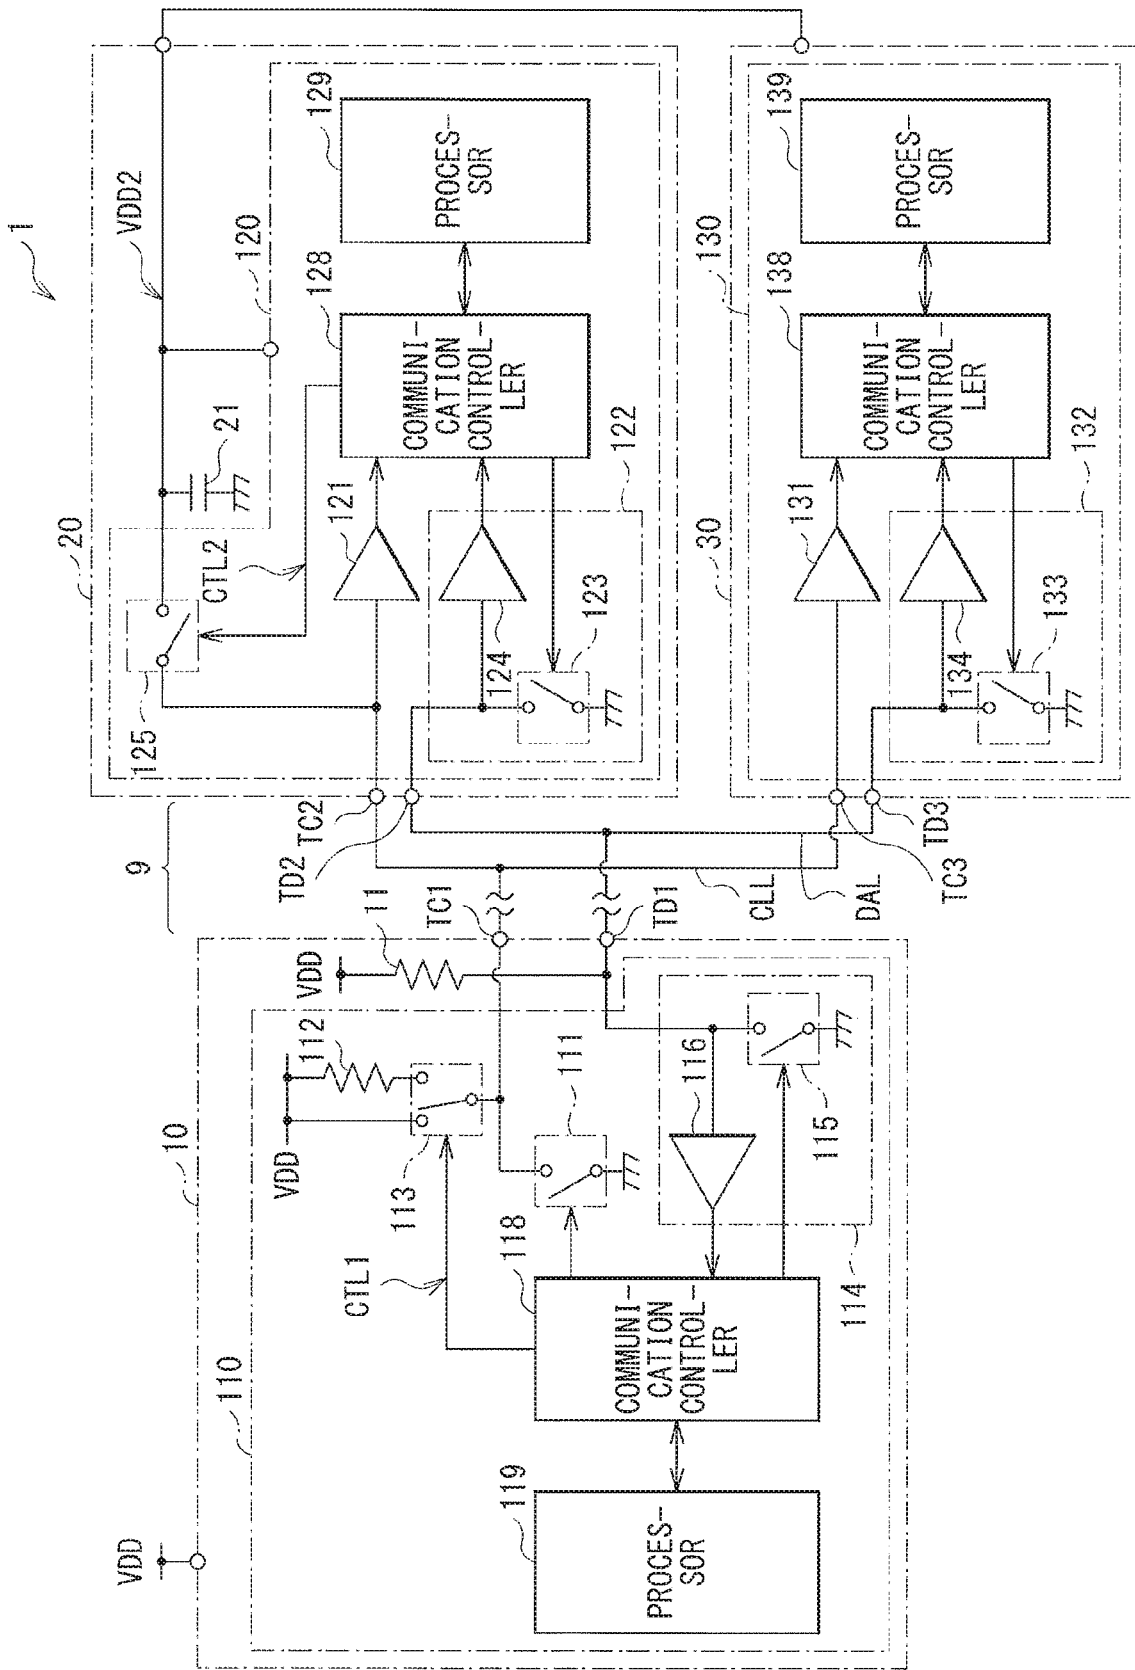 1
VDD
10
110
119
PROCES-
SOR
118
COMMUNI-
CATION
CONTROL-
LER
CTL1
113
VDD
112
VDD
11
111
116
115
114
TC1
TD1
9
CLL
DAL
TD2
TC2
TC3
TD3
20
125
CTL2
21
VDD2
120
121
124
123
122
128
COMMUNI-
CATION
CONTROL-
LER
129
PROCES-
SOR
30
130
131
134
133
132
138
COMMUNI-
CATION
CONTROL-
LER
139
PROCES-
SOR